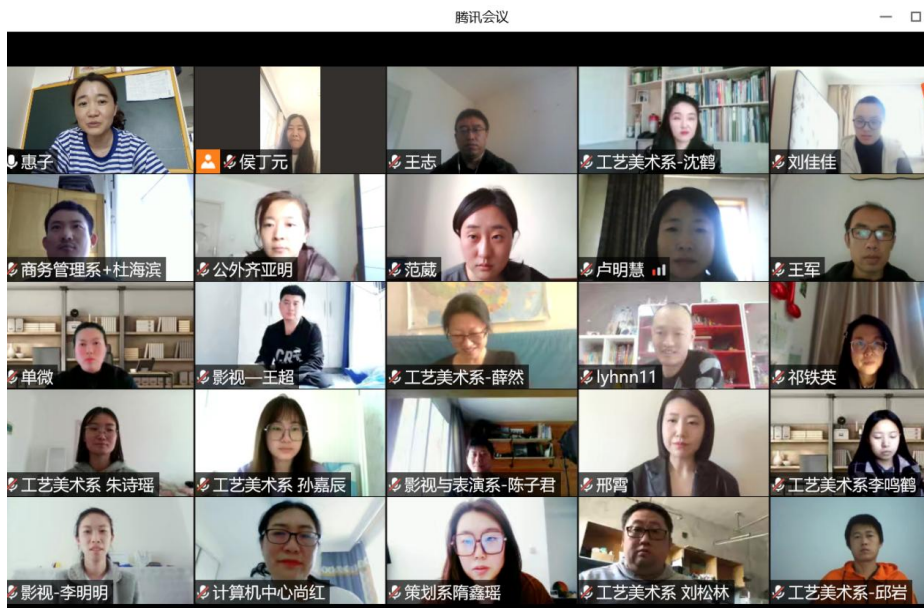 腾讯会议
惠子
侯丁元
王志
工艺美术系-沈鹤
刘佳佳
商务管理系+杜海滨
公外齐亚明
范葳
卢明慧
王军
单微
影视—王超
工艺美术系-薛然
lyhnn11
祁铁英
工艺美术系 朱诗瑶
工艺美术系 孙嘉辰
影视与表演系-陈子君
邢霄
工艺美术系李鸣鹤
影视-李明明
计算机中心尚红
策划系隋鑫瑶
工艺美术系 刘松林
工艺美术系-邱岩